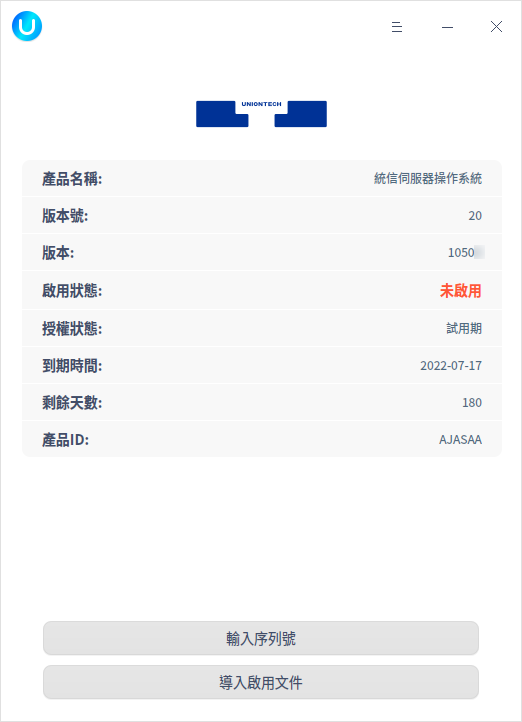 UNIONTECH
產品名稱: 統信伺服器操作系統
版本號: 20
版本: 1050
啟用狀態: 未啟用
授權狀態: 試用期
到期時間: 2022-07-17
剩餘天數: 180
產品ID: AJASAA
輸入序列號
導入啟用文件